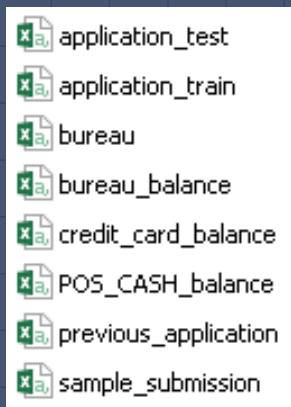 application_test
application_train
bureau
bureau_balance
credit_card_balance
POS_CASH_balance
previous_application
sample_submission